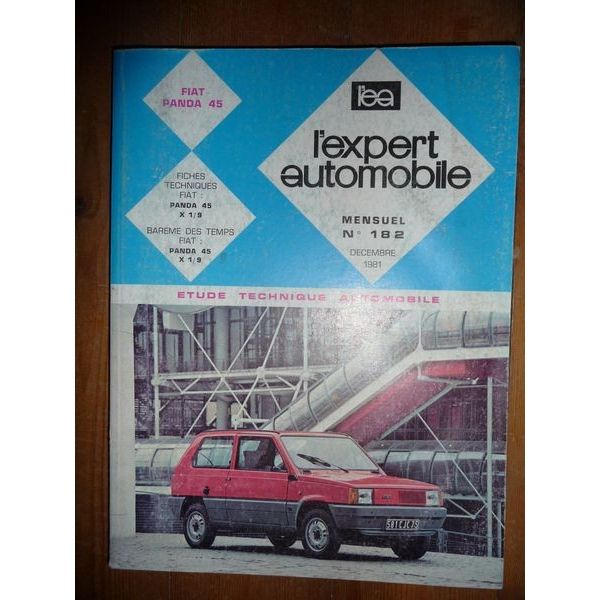 FIAT
PANDA 45
FICHES
TECHNIQUES
FIAT :
PANDA 45
X 1/9
BAREME DES TEMPS
FIAT :
PANDA 45
X 1/9
l'ea
l'expert
automobile
MENSUEL
N° 182
DECEMBRE
1981
ETUDE TECHNIQUE AUTOMOBILE